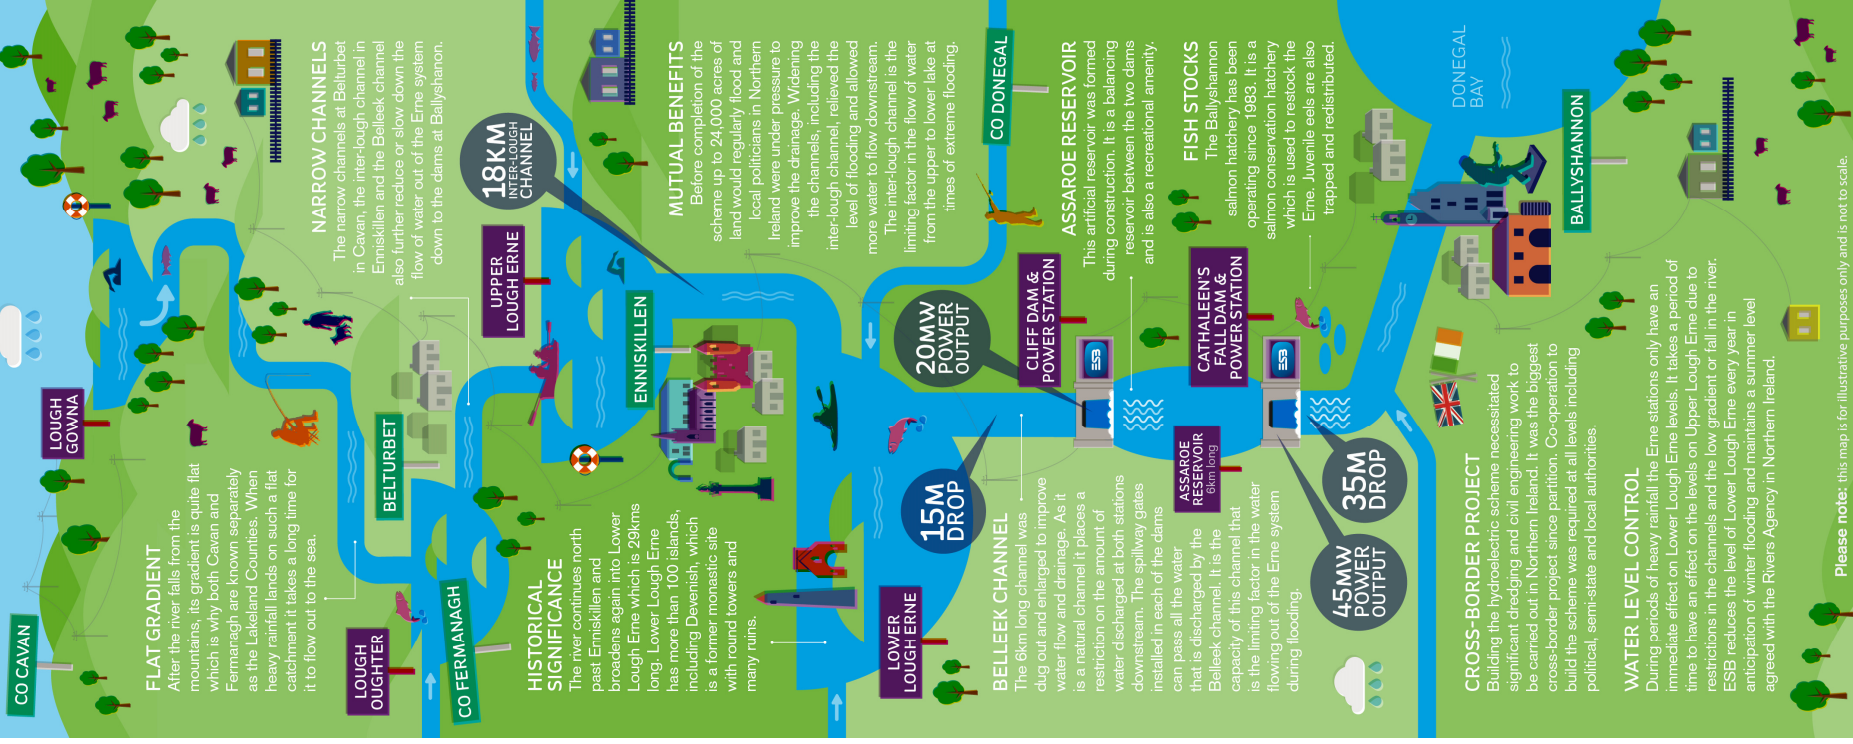 CO CAVAN
LOUGH
GOWNA
FLAT GRADIENT
After the river falls from the
mountains, its gradient is quite flat
which is why both Cavan and
Fermanagh are known separately
as the Lakeland Counties. When
heavy rainfall lands on such a flat
catchment it takes a long time for
it to flow out to the sea.
NARROW CHANNELS
The narrow channels at Belturbet
in Cavan, the inter-lough channel in
Enniskillen and the Belleek channel
also further reduce or slow down the
flow of water out of the Erne system
down to the dams at Ballyshannon.
LOUGH
OUGHTER
BELTURBET
CO FERMANAGH
UPPER
LOUGH ERNE
18KM
INTER-LOUGH
CHANNEL
HISTORICAL
SIGNIFICANCE
The river continues north
past Enniskillen and
broadens again into Lower
Lough Erne which is 29kms
long. Lower Lough Erne
has more than 100 islands,
including Devenish, which
is a former monastic site
with round towers and
many ruins.
ENNISKILLEN
MUTUAL BENEFITS
Before completion of the
scheme up to 24,000 acres of
land would regularly flood and
local politicians in Northern
Ireland were under pressure to
improve the drainage. Widening
the channels, including the
inter-lough channel, relieved the
level of flooding and allowed
more water to flow downstream.
The inter-lough channel is the
limiting factor in the flow of water
from the upper to lower lake at
times of extreme flooding.
LOWER
LOUGH ERNE
15M
DROP
20MW
POWER
OUTPUT
CO DONEGAL
BELLEEK CHANNEL
The 6km long channel was
dug out and enlarged to improve
water flow and drainage. As it
is a natural channel it places a
restriction on the amount of
water discharged at both stations
downstream. The spillway gates
installed in each of the dams
can pass all the water
that is discharged by the
Belleek channel. It is the
capacity of this channel that
is the limiting factor in the water
flowing out of the Erne system
during flooding.
CLIFF DAM &
POWER STATION
ESB
ASSAROE RESERVOIR
This artificial reservoir was formed
during construction. It is a balancing
reservoir between the two dams
and is also a recreational amenity.
ASSAROE
RESERVOIR
6km long
CATHALEEN'S
FALL DAM &
POWER STATION
ESB
FISH STOCKS
The Ballyshannon
salmon hatchery has been
operating since 1983. It is a
salmon conservation hatchery
which is used to restock the
Erne. Juvenile eels are also
trapped and redistributed.
45MW
POWER
OUTPUT
35M
DROP
DONEGAL
BAY
BALLYSHANNON
CROSS-BORDER PROJECT
Building the hydroelectric scheme necessitated
significant dredging and civil engineering work to
be carried out in Northern Ireland. It was the biggest
cross-border project since partition. Co-operation to
build the scheme was required at all levels including
political, semi-state and local authorities.
WATER LEVEL CONTROL
During periods of heavy rainfall the Erne stations only have an
immediate effect on Lower Lough Erne levels. It takes a period of
time to have an effect on the levels on Upper Lough Erne due to
restrictions in the channels and the low gradient or fall in the river.
ESB reduces the level of Lower Lough Erne every year in
anticipation of winter flooding and maintains a summer level
agreed with the Rivers Agency in Northern Ireland.
Please note: this map is for illustrative purposes only and is not to scale.